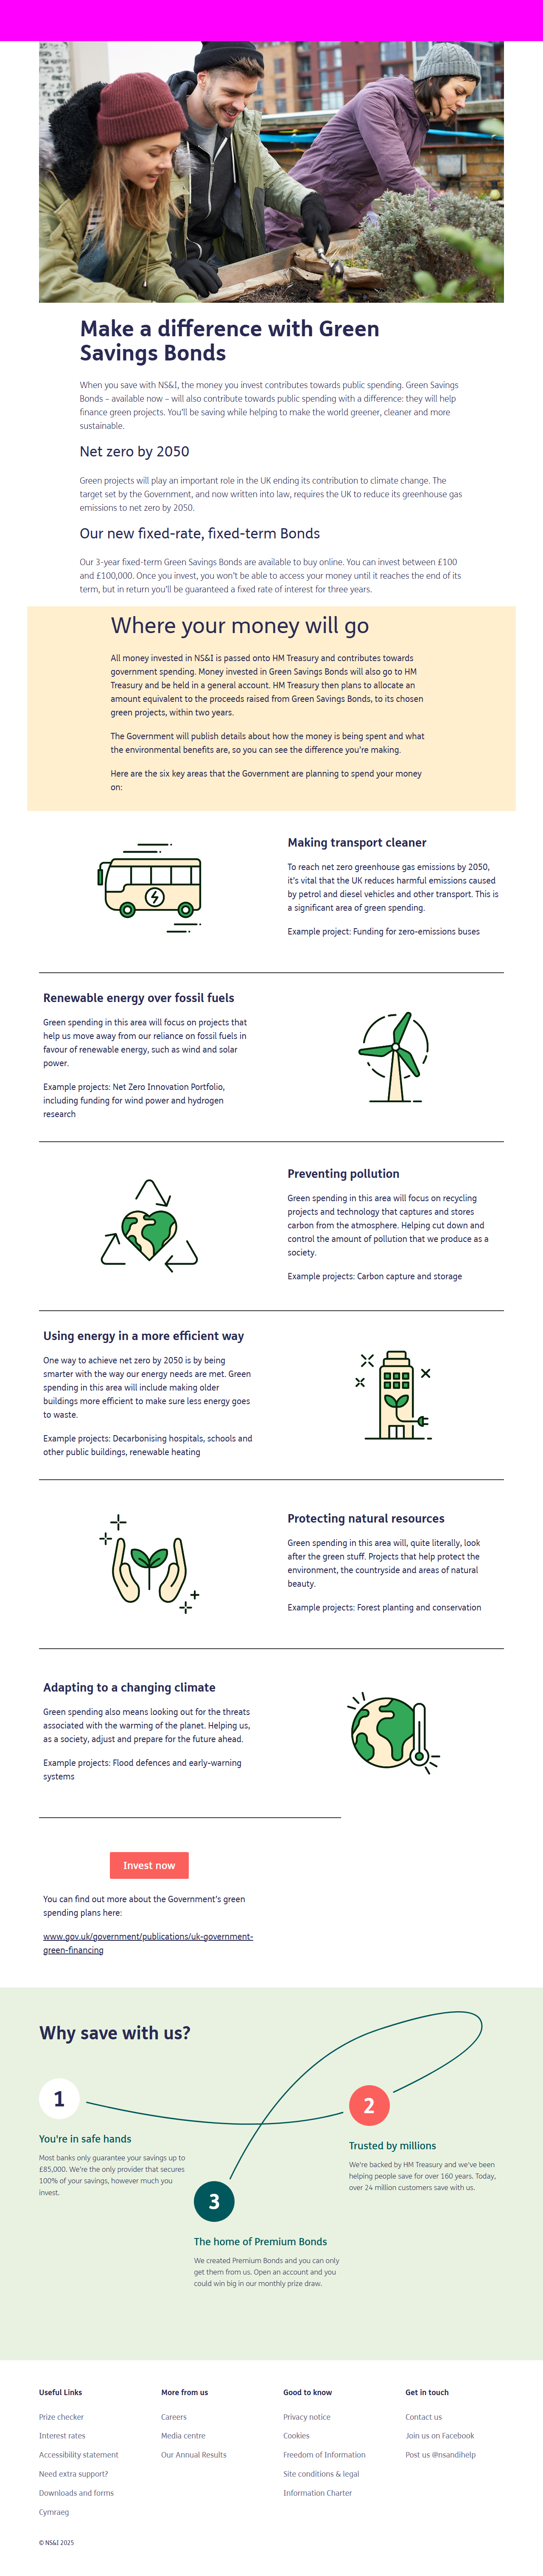 Make a difference with Green
Savings Bonds
When you save with NS&I, the money you invest contributes towards public spending. Green Savings
Bonds – available now – will also contribute towards public spending with a difference: they will help
finance green projects. You'll be saving while helping to make the world greener, cleaner and more
sustainable.
Net zero by 2050
Green projects will play an important role in the UK ending its contribution to climate change. The
target set by the Government, and now written into law, requires the UK to reduce its greenhouse gas
emissions to net zero by 2050.
Our new fixed-rate, fixed-term Bonds
Our 3-year fixed-term Green Savings Bonds are available to buy online. You can invest between £100
and £100,000. Once you invest, you won't be able to access your money until it reaches the end of its
term, but in return you'll be guaranteed a fixed rate of interest for three years.
Where your money will go
All money invested in NS&I is passed onto HM Treasury and contributes towards
government spending. Money invested in Green Savings Bonds will also go to HM
Treasury and be held in a general account. HM Treasury then plans to allocate an
amount equivalent to the proceeds raised from Green Savings Bonds, to its chosen
green projects, within two years.
The Government will publish details about how the money is being spent and what
the environmental benefits are, so you can see the difference you're making.
Here are the six key areas that the Government are planning to spend your money
on:
Making transport cleaner
To reach net zero greenhouse gas emissions by 2050,
it's vital that the UK reduces harmful emissions caused
by petrol and diesel vehicles and other transport. This is
a significant area of green spending.
Example project: Funding for zero-emissions buses
Renewable energy over fossil fuels
Green spending in this area will focus on projects that
help us move away from our reliance on fossil fuels in
favour of renewable energy, such as wind and solar
power.
Example projects: Net Zero Innovation Portfolio,
including funding for wind power and hydrogen
research
Preventing pollution
Green spending in this area will focus on recycling
projects and technology that captures and stores
carbon from the atmosphere. Helping cut down and
control the amount of pollution that we produce as a
society.
Example projects: Carbon capture and storage
Using energy in a more efficient way
One way to achieve net zero by 2050 is by being
smarter with the way our energy needs are met. Green
spending in this area will include making older
buildings more efficient to make sure less energy goes
to waste.
Example projects: Decarbonising hospitals, schools and
other public buildings, renewable heating
Protecting natural resources
Green spending in this area will, quite literally, look
after the green stuff. Projects that help protect the
environment, the countryside and areas of natural
beauty.
Example projects: Forest planting and conservation
Adapting to a changing climate
Green spending also means looking out for the threats
associated with the warming of the planet. Helping us,
as a society, adjust and prepare for the future ahead.
Example projects: Flood defences and early-warning
systems
Invest now
You can find out more about the Government's green
spending plans here:
www.gov.uk/government/publications/uk-government-
green-financing
Why save with us?
1
You're in safe hands
Most banks only guarantee your savings up to
£85,000. We're the only provider that secures
100% of your savings, however much you
invest.
2
Trusted by millions
We're backed by HM Treasury and we've been
helping people save for over 160 years. Today,
over 24 million customers save with us.
3
The home of Premium Bonds
We created Premium Bonds and you can only
get them from us. Open an account and you
could win big in our monthly prize draw.
Useful Links
Prize checker
Interest rates
Accessibility statement
Need extra support?
Downloads and forms
Cymraeg
More from us
Careers
Media centre
Our Annual Results
Good to know
Privacy notice
Cookies
Freedom of Information
Site conditions & legal
Information Charter
Get in touch
Contact us
Join us on Facebook
Post us @nsandihelp
© NS&I 2025